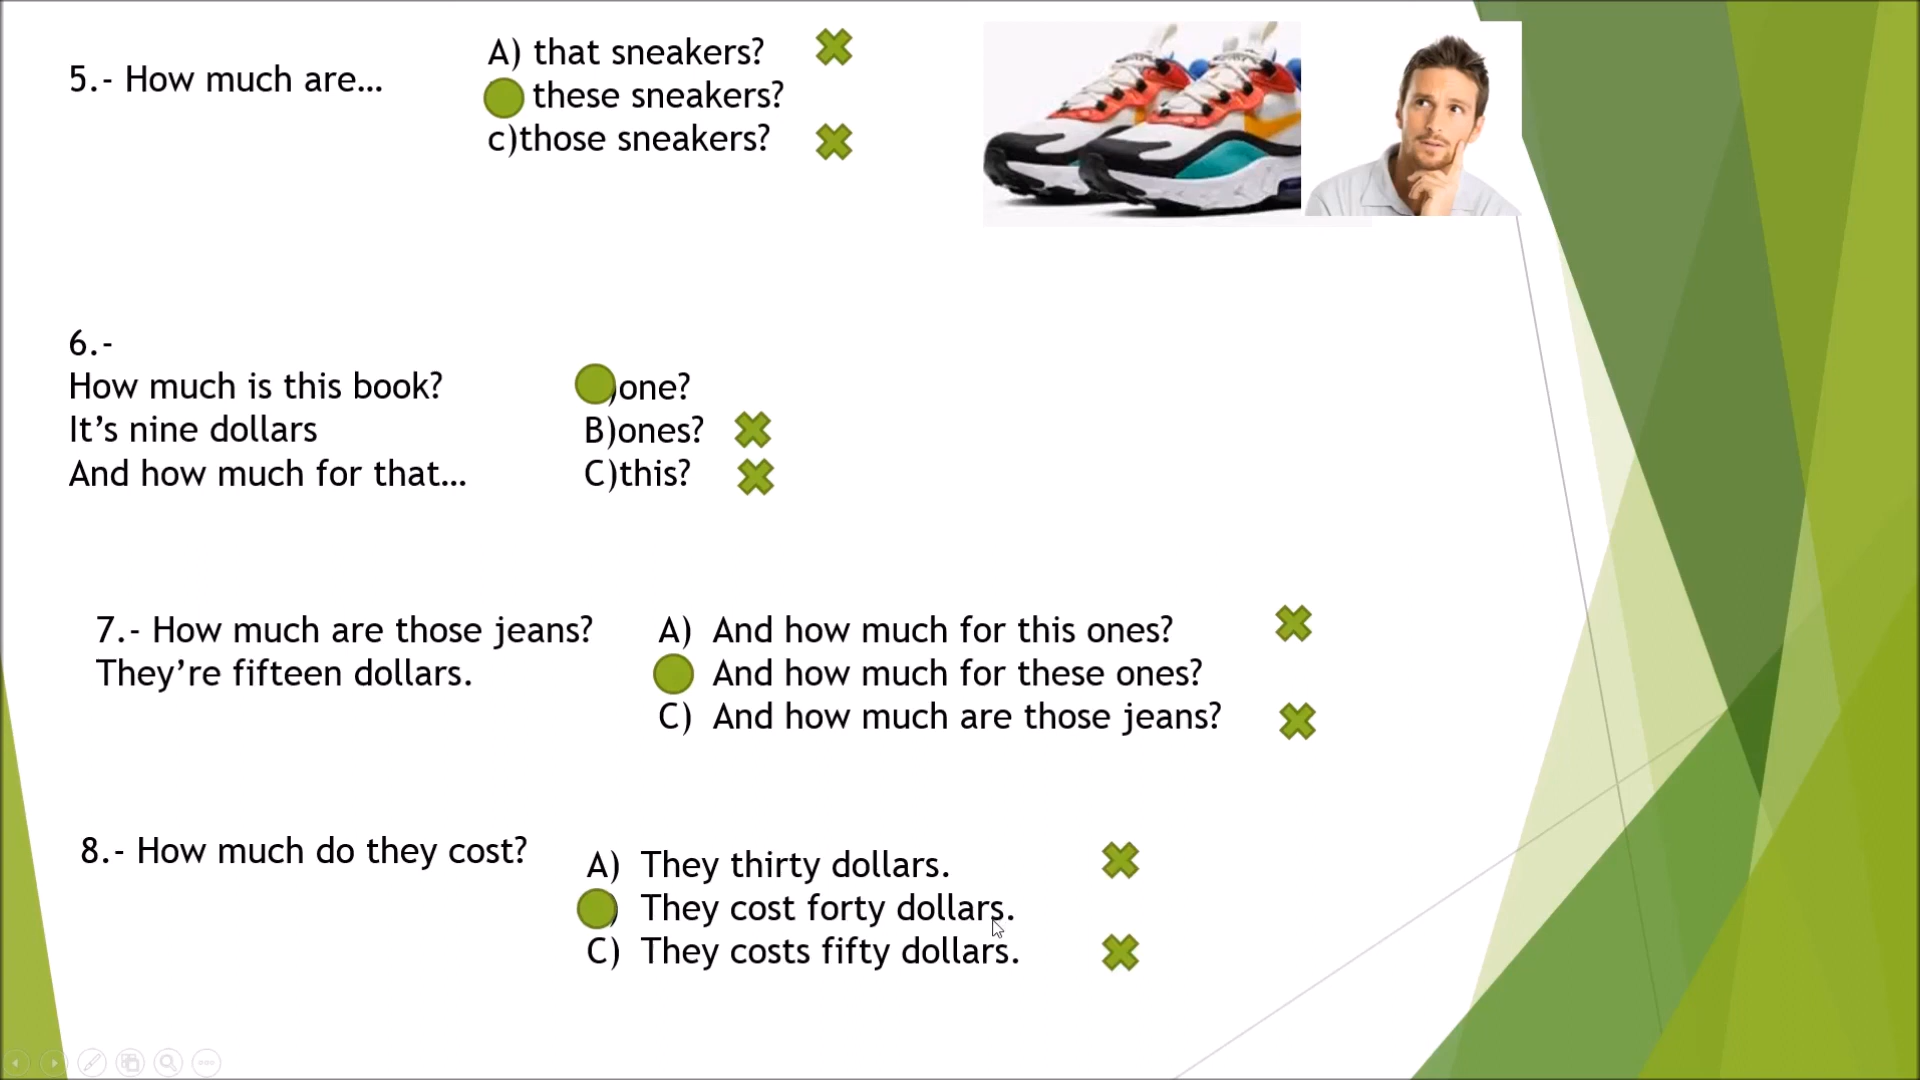 5.- How much are…
A) that sneakers?
these sneakers?
c)those sneakers?
6.-
How much is this book?
It’s nine dollars
And how much for that…
)one?
B)ones?
C)this?
7.- How much are those jeans?
They’re fifteen dollars.
A) And how much for this ones?
And how much for these ones?
C) And how much are those jeans?
8.- How much do they cost?
A) They thirty dollars.
) They cost forty dollars.
C) They costs fifty dollars.